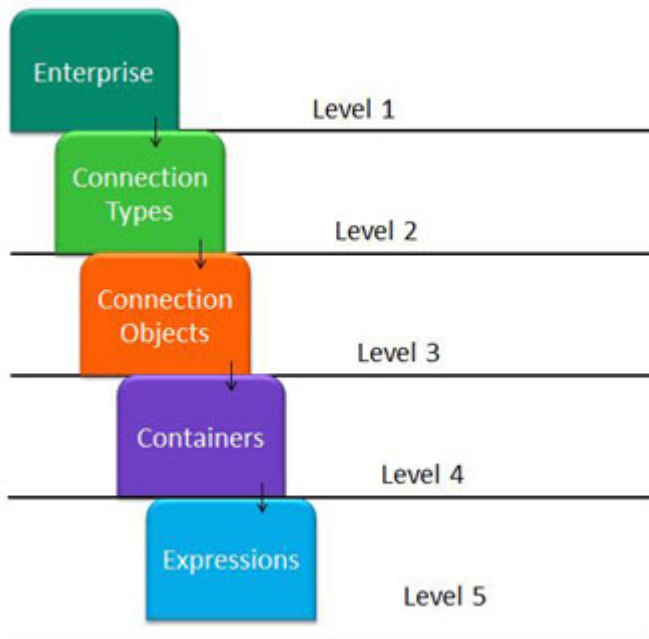 Enterprise
Level 1
Connection
Types
Level 2
Connection
Objects
Level 3
Containers
Level 4
Expressions
Level 5